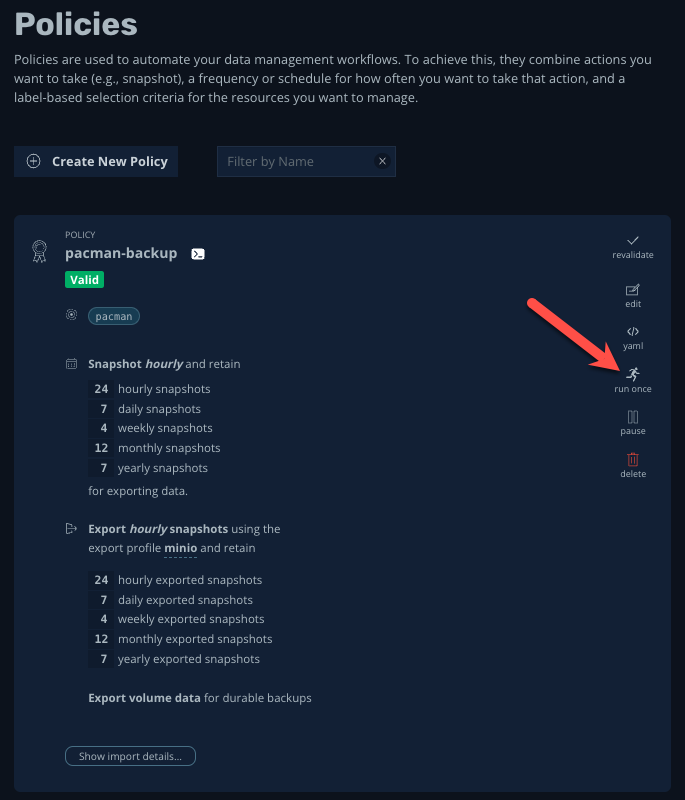 Policies
Policies are used to automate your data management workflows. To achieve this, they combine actions you
want to take (e.g., snapshot), a frequency or schedule for how often you want to take that action, and a
label-based selection criteria for the resources you want to manage.
Create New Policy
Filter by Name
POLICY
pacman-backup
Valid
pacman
Snapshot hourly and retain
24 hourly snapshots
7 daily snapshots
4 weekly snapshots
12 monthly snapshots
7 yearly snapshots
for exporting data.
Export hourly snapshots using the
export profile minio and retain
24 hourly exported snapshots
7 daily exported snapshots
4 weekly exported snapshots
12 monthly exported snapshots
7 yearly exported snapshots
Export volume data for durable backups
Show import details...
revalidate
edit
yaml
run once
pause
delete